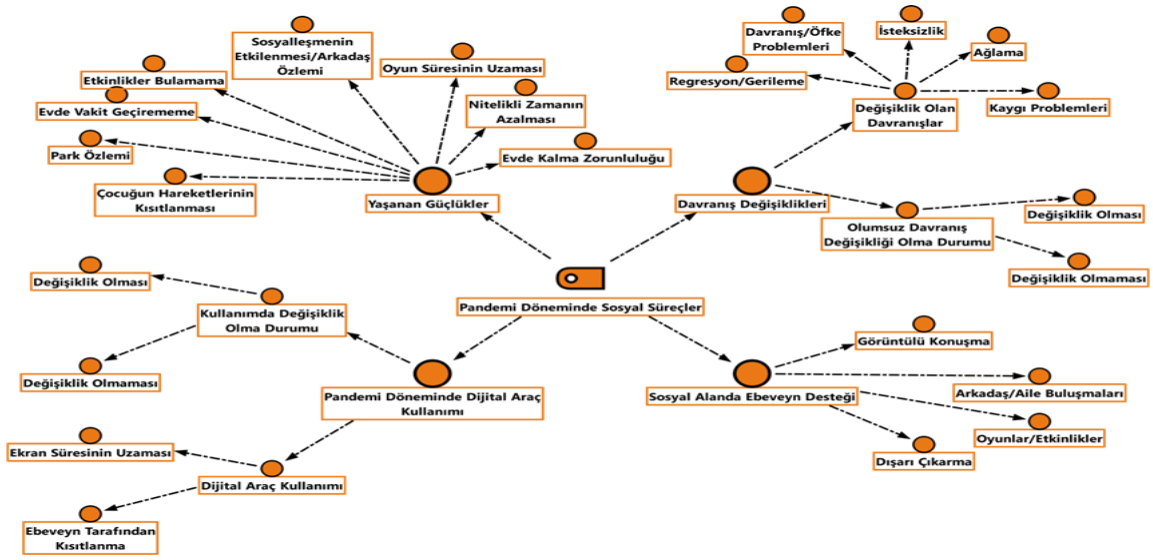 Sosyalleşmenin
Etkilenmesi/Arkadaş
Özlemi
Etkinlikler Bulamama
Evde Vakit Geçirememe
Park Özlemi
Çocuğun Hareketlerinin
Kısıtlanması
Oyun Süresinin Uzaması
Nitelikli Zamanın
Azalması
Evde Kalma Zorunluluğu
Yaşanan Güçlükler
Davranış/Öfke
Problemleri
İsteksizlik
Ağlama
Regresyon/Gerileme
Kaygı Problemleri
Değişiklik Olan
Davranışlar
Davranış Değişiklikleri
Olumsuz Davranış
Değişikliği Olma Durumu
Değişiklik Olması
Değişiklik Olmaması
Pandemi Döneminde Sosyal Süreçler
Değişiklik Olması
Kullanımda Değişiklik
Olma Durumu
Değişiklik Olmaması
Pandemi Döneminde Dijital Araç
Kullanımı
Ekran Süresinin Uzaması
Dijital Araç Kullanımı
Ebeveyn Tarafından
Kısıtlanma
Görüntülü Konuşma
Sosyal Alanda Ebeveyn Desteği
Arkadaş/Aile Buluşmaları
Oyunlar/Etkinlikler
Dışarı Çıkarma